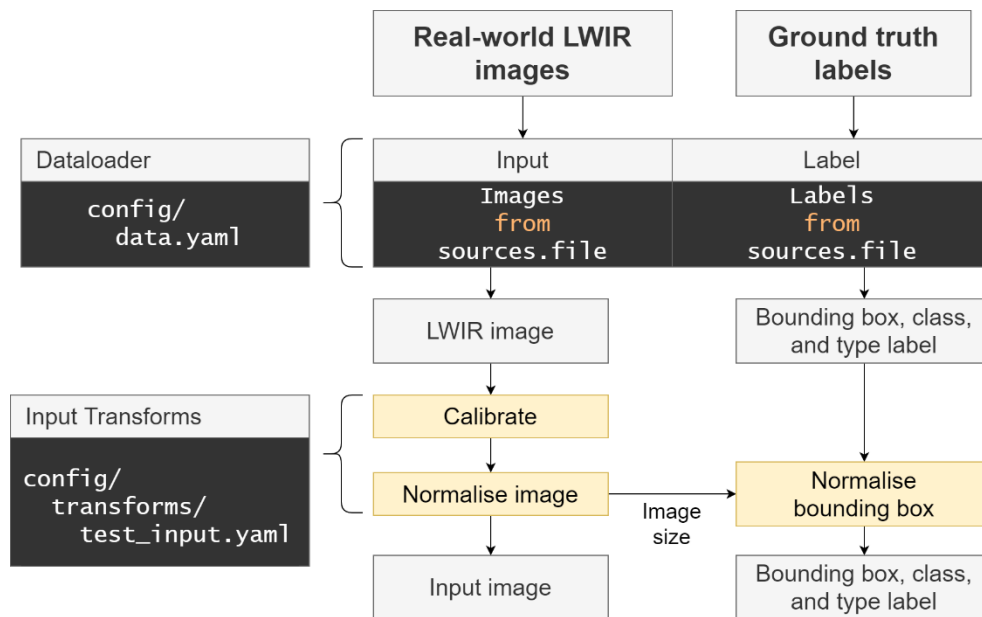 Real-world LWIR
images
Ground truth
labels
Dataloader
config/
data.yaml
Input
Label
Images
from
sources.file
Labels
from
sources.file
LWIR image
Bounding box, class,
and type label
Input Transforms
config/
transforms/
test_input.yaml
Calibrate
Normalise image
Image
size
Normalise
bounding box
Input image
Bounding box, class,
and type label